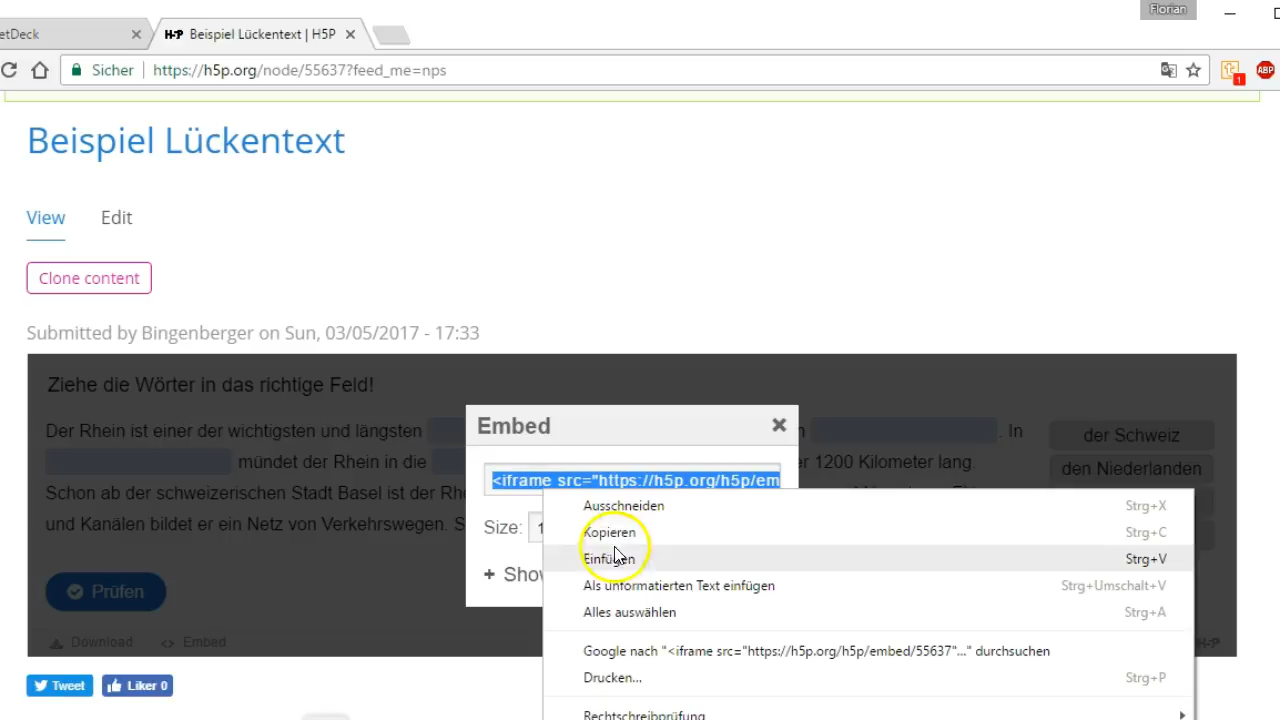 Florian
etDeck
H-P Beispiel Lückentext | H5P
Sicher https://h5p.org/node/55637?feed_me=nps
ABP
1
Beispiel Lückentext
View Edit
Clone content
Submitted by Bingenberger on Sun, 03/05/2017 - 17:33
Ziehe die Wörter in das richtige Feld!
Der Rhein ist einer der wichtigsten und längsten n . In
der Schweiz
mündet der Rhein in die er 1200 Kilometer lang.
den Niederlanden
Schon ab der schweizerischen Stadt Basel ist der Rhe
und Kanälen bildet er ein Netz von Verkehrswegen. S
Prüfen
Download <> Embed
H-P
Embed
<iframe src="https://h5p.org/h5p/em
Size: 1
+ Show
Ausschneiden Strg+X
Kopieren Strg+C
Einfügen Strg+V
Als unformatierten Text einfügen Strg+Umschalt+V
Alles auswählen Strg+A
Google nach "<iframe src="https://h5p.org/h5p/embed/55637"..." durchsuchen
Drucken... Strg+P
Rechtschreibprüfung
Tweet Liker 0